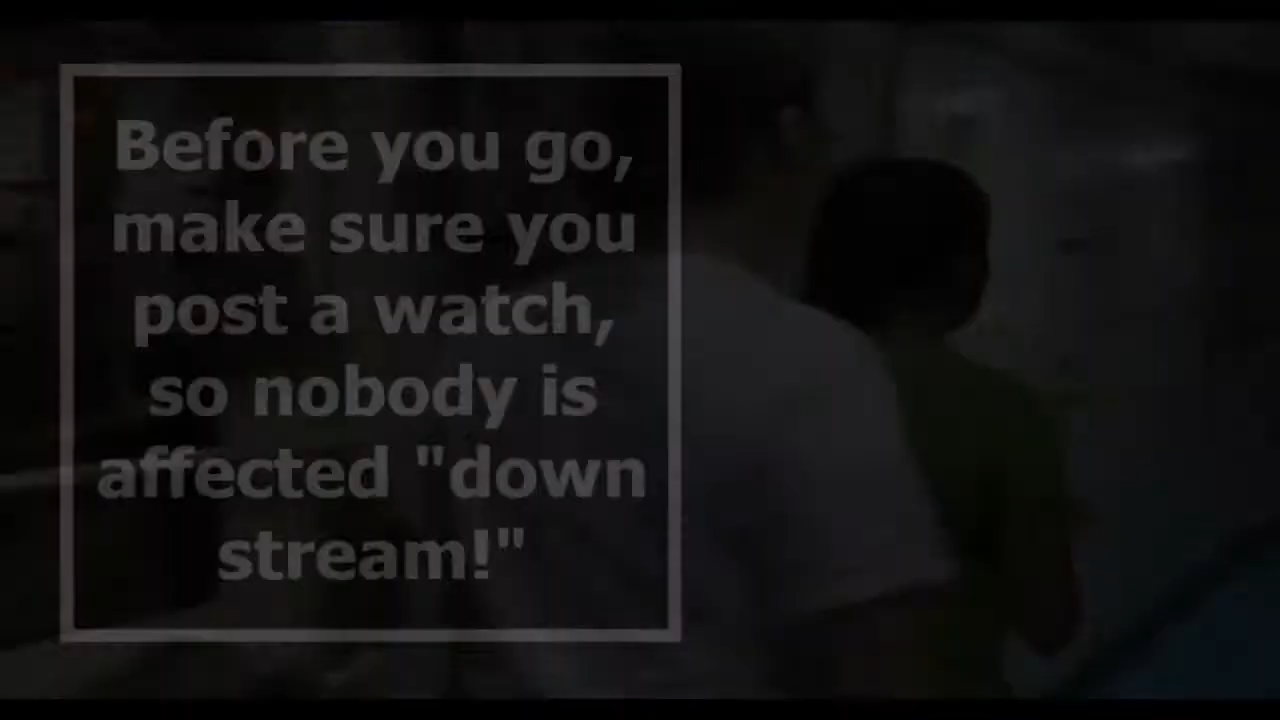 Before you go,
make sure you
post a watch,
so nobody is
affected "down
stream!"